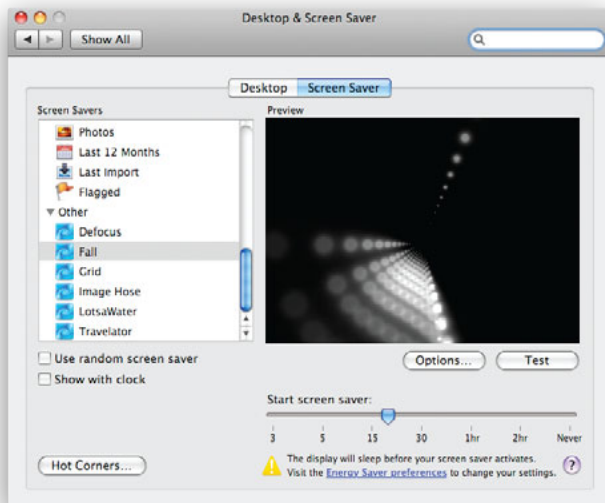 Desktop & Screen Saver
Show All
Desktop
Screen Saver
Screen Savers
Preview
Photos
Last 12 Months
Last Import
Flagged
Other
Defocus
Fall
Grid
Image Hose
LotsaWater
Travelator
Use random screen saver
Show with clock
Options...
Test
Start screen saver:
3 5 15 30 1hr 2hr Never
Hot Corners...
The display will sleep before your screen saver activates.
Visit the Energy Saver preferences to change your settings.
?